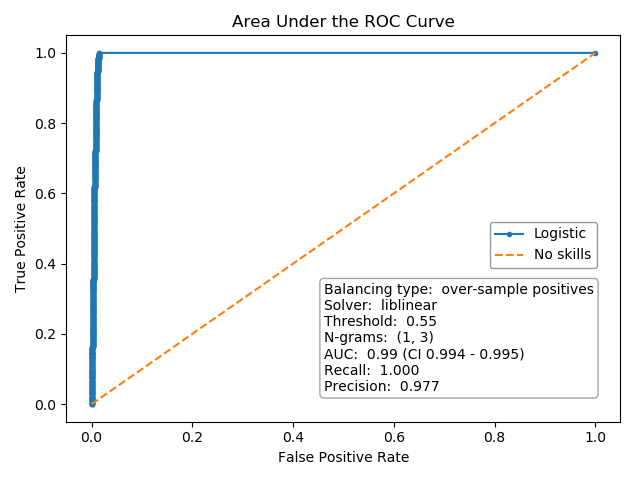 Area Under the ROC Curve
1.0
0.8
0.6
0.4
0.2
0.0
True Positive Rate
Logistic
No skills
Balancing type:  over-sample positives
Solver:  liblinear
Threshold:  0.55
N-grams:  (1, 3)
AUC:  0.99 (CI 0.994 - 0.995)
Recall:  1.000
Precision:  0.977
0.0 0.2 0.4 0.6 0.8 1.0
False Positive Rate